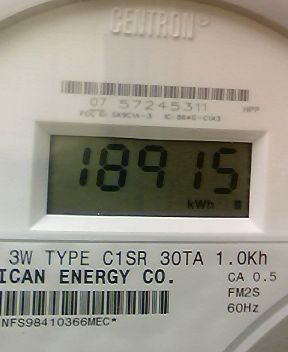 CENTRON®
07 57245311 HPP
FCC ID: SK9C1A-3 IC: 864G-C1A3
18915
kWh
3W TYPE C1SR 30TA 1.0Kh
ICAN ENERGY CO. CA 0.5
FM2S
60Hz
NFS98410366MEC*